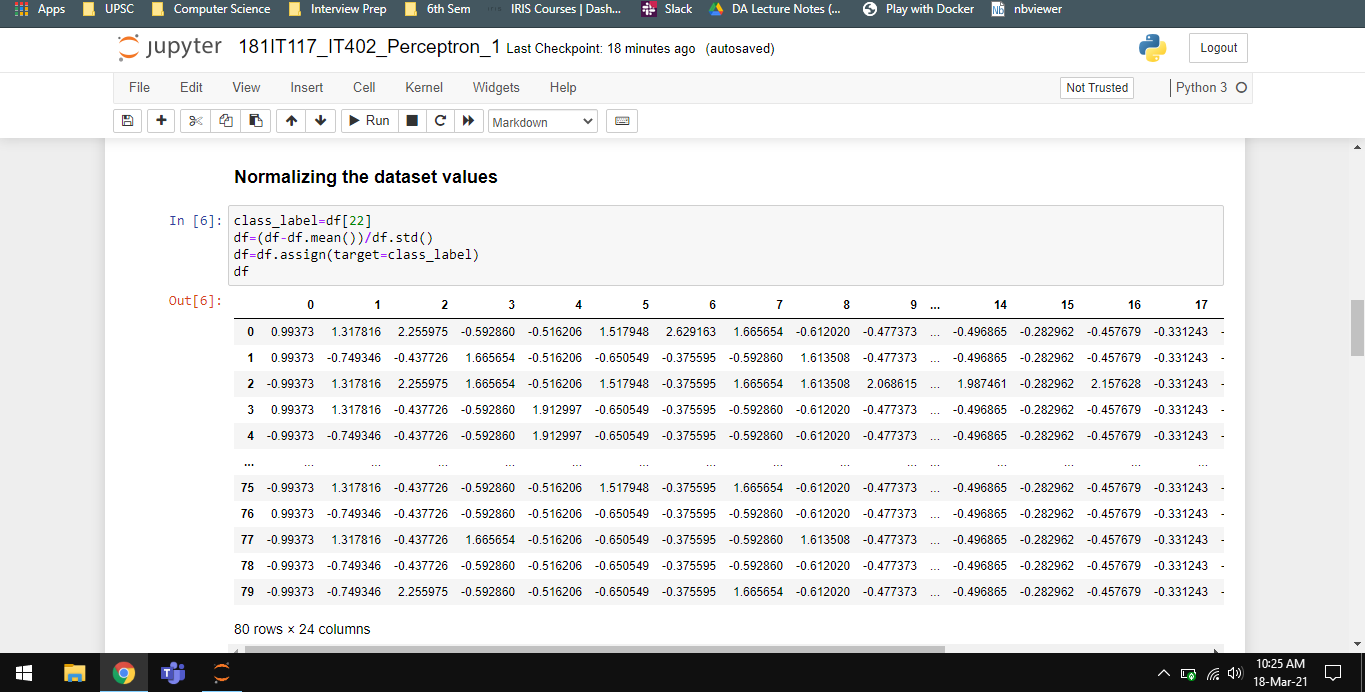 Apps UPSC Computer Science Interview Prep 6th Sem IRIS Courses | Dash... Slack DA Lecture Notes (... Play with Docker Nb nbviewer
jupyter 181IT117_IT402_Perceptron_1 Last Checkpoint: 18 minutes ago (autosaved) Logout
File Edit View Insert Cell Kernel Widgets Help Not Trusted Python 3
Run Markdown
Normalizing the dataset values
In [6]: class_label=df[22]
df=(df-df.mean())/df.std()
df=df.assign(target=class_label)
df
Out[6]:
0 1 2 3 4 5 6 7 8 9 ... 14 15 16 17
0 0.99373 1.317816 2.255975 -0.592860 -0.516206 1.517948 2.629163 1.665654 -0.612020 -0.477373 ... -0.496865 -0.282962 -0.457679 -0.331243 -
1 0.99373 -0.749346 -0.437726 1.665654 -0.516206 -0.650549 -0.375595 -0.592860 1.613508 -0.477373 ... -0.496865 -0.282962 -0.457679 -0.331243 -
2 -0.99373 1.317816 2.255975 1.665654 -0.516206 1.517948 -0.375595 1.665654 1.613508 2.068615 ... 1.987461 -0.282962 2.157628 -0.331243 -
3 0.99373 1.317816 -0.437726 -0.592860 1.912997 -0.650549 -0.375595 -0.592860 -0.612020 -0.477373 ... -0.496865 -0.282962 -0.457679 -0.331243 -
4 -0.99373 -0.749346 -0.437726 -0.592860 1.912997 -0.650549 -0.375595 -0.592860 -0.612020 -0.477373 ... -0.496865 -0.282962 -0.457679 -0.331243 -
... ... ... ... ... ... ... ... ... ... ... ... ... ... ... ...
75 -0.99373 1.317816 -0.437726 -0.592860 -0.516206 1.517948 -0.375595 1.665654 -0.612020 -0.477373 ... -0.496865 -0.282962 -0.457679 -0.331243 -
76 0.99373 -0.749346 -0.437726 -0.592860 -0.516206 -0.650549 -0.375595 -0.592860 -0.612020 -0.477373 ... -0.496865 -0.282962 -0.457679 -0.331243 -
77 -0.99373 1.317816 -0.437726 1.665654 -0.516206 -0.650549 -0.375595 -0.592860 1.613508 -0.477373 ... -0.496865 -0.282962 -0.457679 -0.331243 -
78 -0.99373 -0.749346 -0.437726 -0.592860 -0.516206 -0.650549 -0.375595 -0.592860 -0.612020 -0.477373 ... -0.496865 -0.282962 -0.457679 -0.331243 -
79 -0.99373 -0.749346 2.255975 -0.592860 -0.516206 -0.650549 -0.375595 1.665654 -0.612020 -0.477373 ... -0.496865 -0.282962 -0.457679 -0.331243 -
80 rows × 24 columns
10:25 AM
18-Mar-21